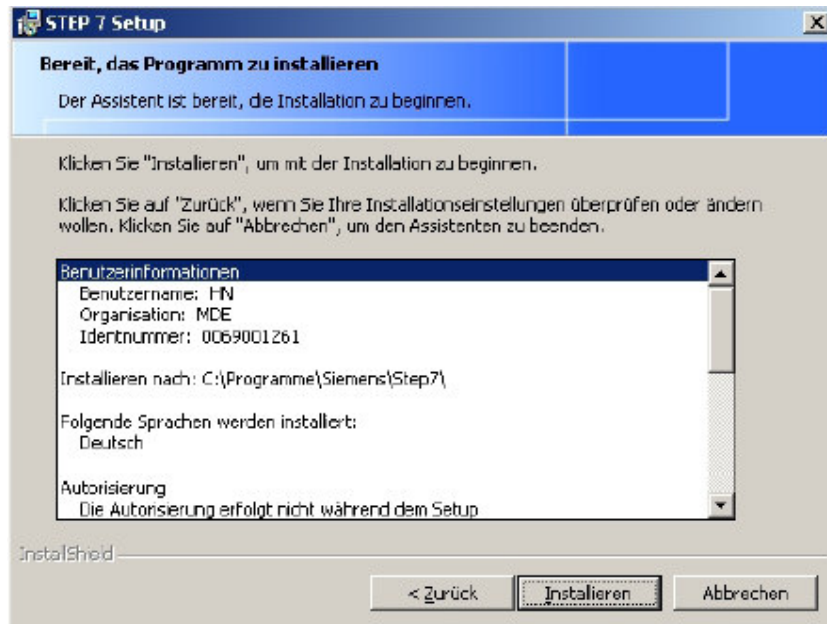 STEP 7 Setup
Bereit, das Programm zu installieren
Der Assistent ist bereit, die Installation zu beginnen.
Klicken Sie "Installieren", um mit der Installation zu beginnen.
Klicken Sie auf "Zurück", wenn Sie Ihre Installationseinstellungen überprüfen oder ändern
wollen. Klicken Sie auf "Abbrechen", um den Assistenten zu beenden.
Benutzerinformationen
Benutzername: HN
Organisation: MDE
Identnummer: 0069001261
Installieren nach: C:\Programme\Siemens\Step7\
Folgende Sprachen werden installiert:
Deutsch
Autorisierung
Die Autorisierung erfolgt nicht während dem Setup
InstallShield
< Zurück
Installieren
Abbrechen